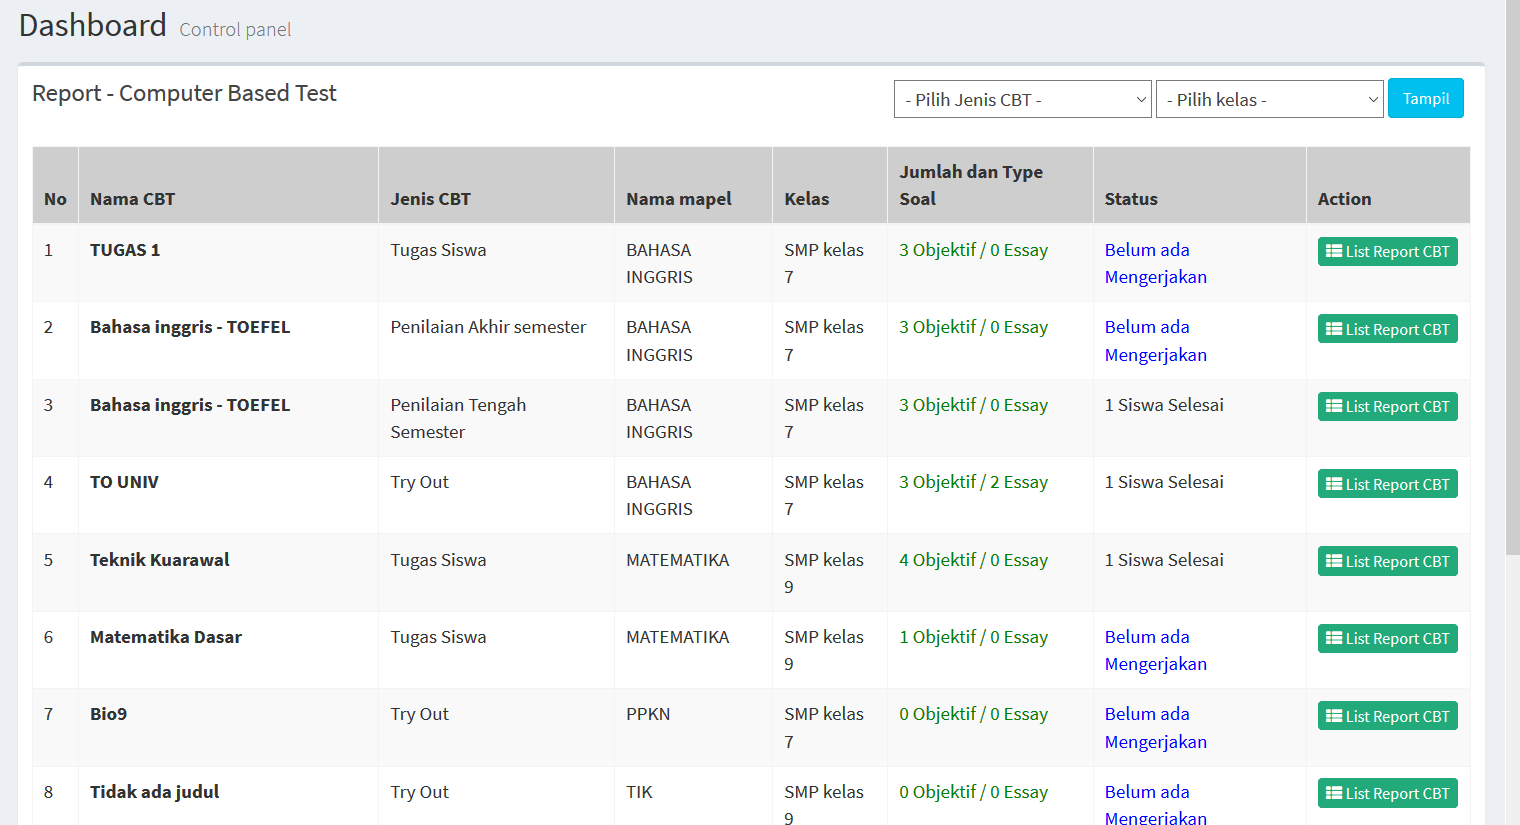 Dashboard Control panel
Report - Computer Based Test
- Pilih Jenis CBT - - Pilih kelas - Tampil
No Nama CBT Jenis CBT Nama mapel Kelas Jumlah dan Type Soal Status Action
1 TUGAS 1 Tugas Siswa BAHASA INGGRIS SMP kelas 7 3 Objektif / 0 Essay Belum ada Mengerjakan List Report CBT
2 Bahasa inggris - TOEFEL Penilaian Akhir semester BAHASA INGGRIS SMP kelas 7 3 Objektif / 0 Essay Belum ada Mengerjakan List Report CBT
3 Bahasa inggris - TOEFEL Penilaian Tengah Semester BAHASA INGGRIS SMP kelas 7 3 Objektif / 0 Essay 1 Siswa Selesai List Report CBT
4 TO UNIV Try Out BAHASA INGGRIS SMP kelas 7 3 Objektif / 2 Essay 1 Siswa Selesai List Report CBT
5 Teknik Kuarawal Tugas Siswa MATEMATIKA SMP kelas 9 4 Objektif / 0 Essay 1 Siswa Selesai List Report CBT
6 Matematika Dasar Tugas Siswa MATEMATIKA SMP kelas 9 1 Objektif / 0 Essay Belum ada Mengerjakan List Report CBT
7 Bio9 Try Out PPKN SMP kelas 7 0 Objektif / 0 Essay Belum ada Mengerjakan List Report CBT
8 Tidak ada judul Try Out TIK SMP kelas 9 0 Objektif / 0 Essay Belum ada Mengerjakan List Report CBT